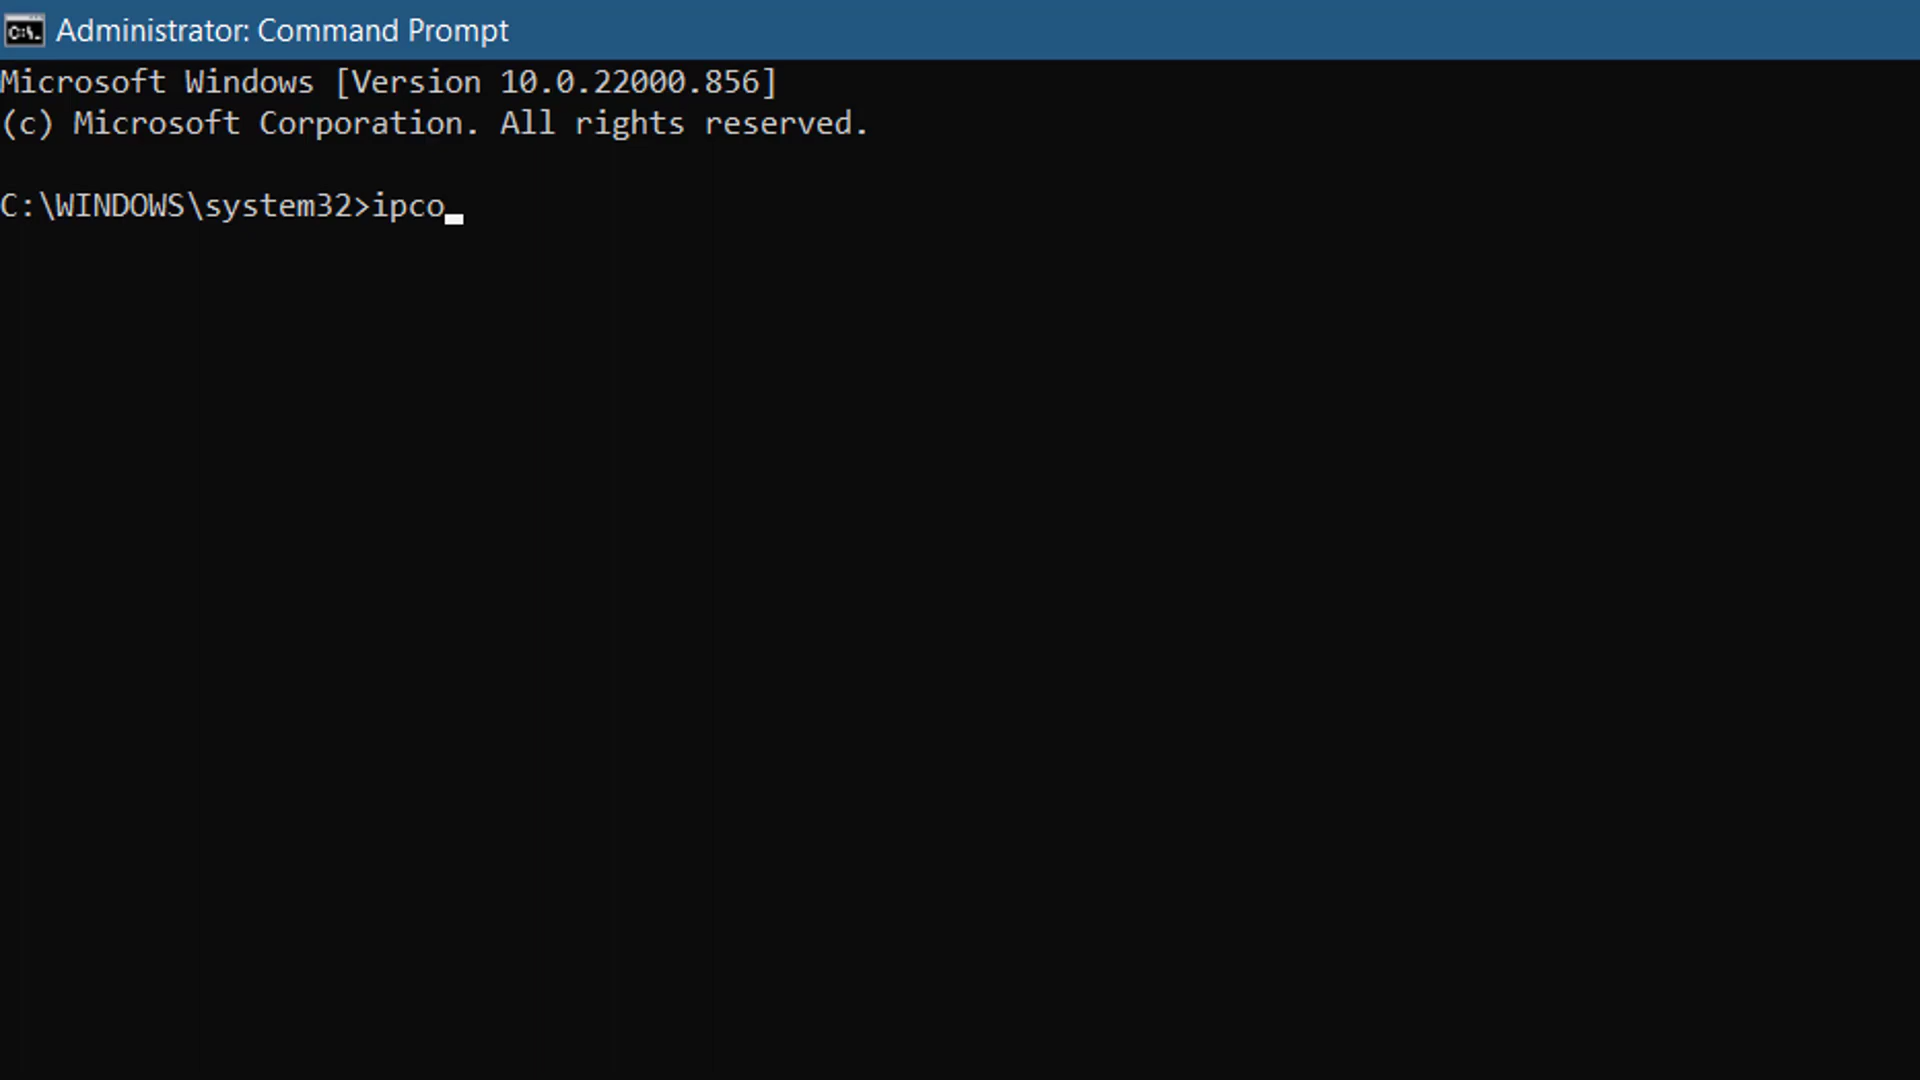 Administrator: Command Prompt
Microsoft Windows [Version 10.0.22000.856]
(c) Microsoft Corporation. All rights reserved.
C:\WINDOWS\system32>ipco